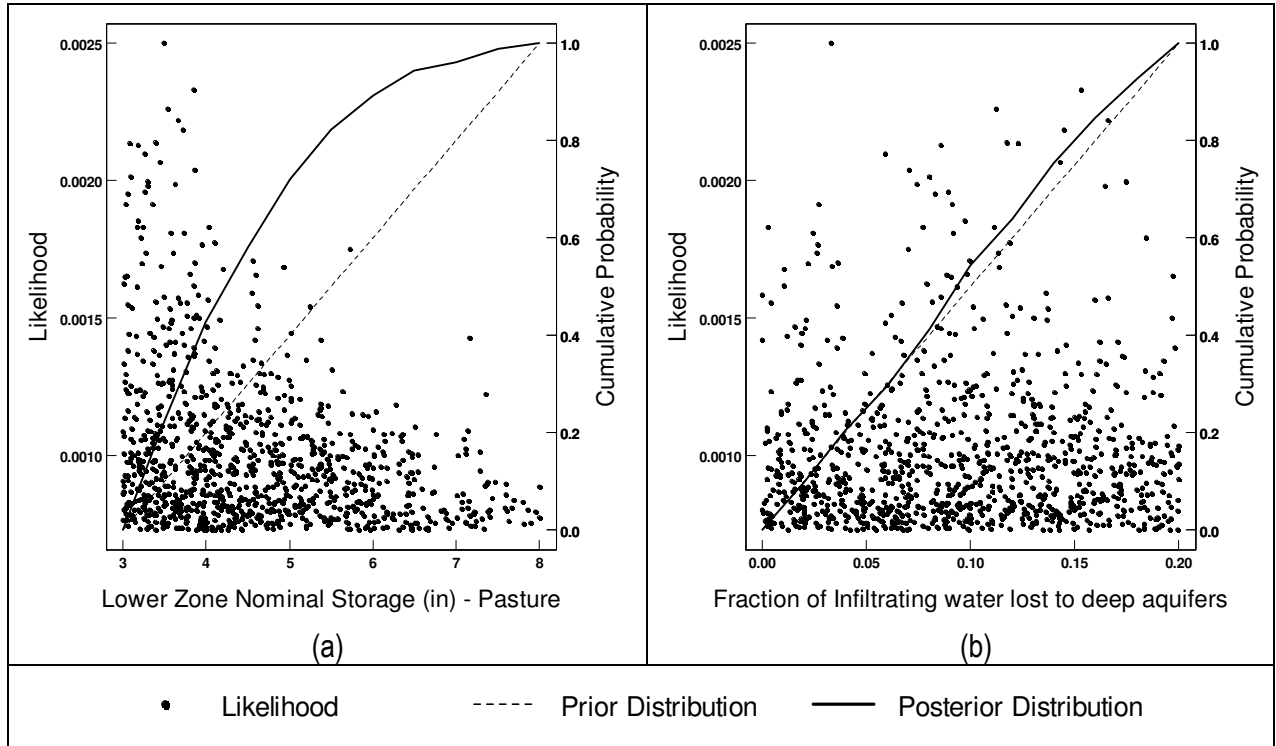 0.0025
0.0020
0.0015
0.0010
Likelihood
1.0
0.8
0.6
0.4
0.2
0.0
Cumulative Probability
3 4 5 6 7 8
Lower Zone Nominal Storage (in) - Pasture
(a)
0.0025
0.0020
0.0015
0.0010
Likelihood
1.0
0.8
0.6
0.4
0.2
0.0
Cumulative Probability
0.00 0.05 0.10 0.15 0.20
Fraction of Infiltrating water lost to deep aquifers
(b)
Likelihood Prior Distribution Posterior Distribution